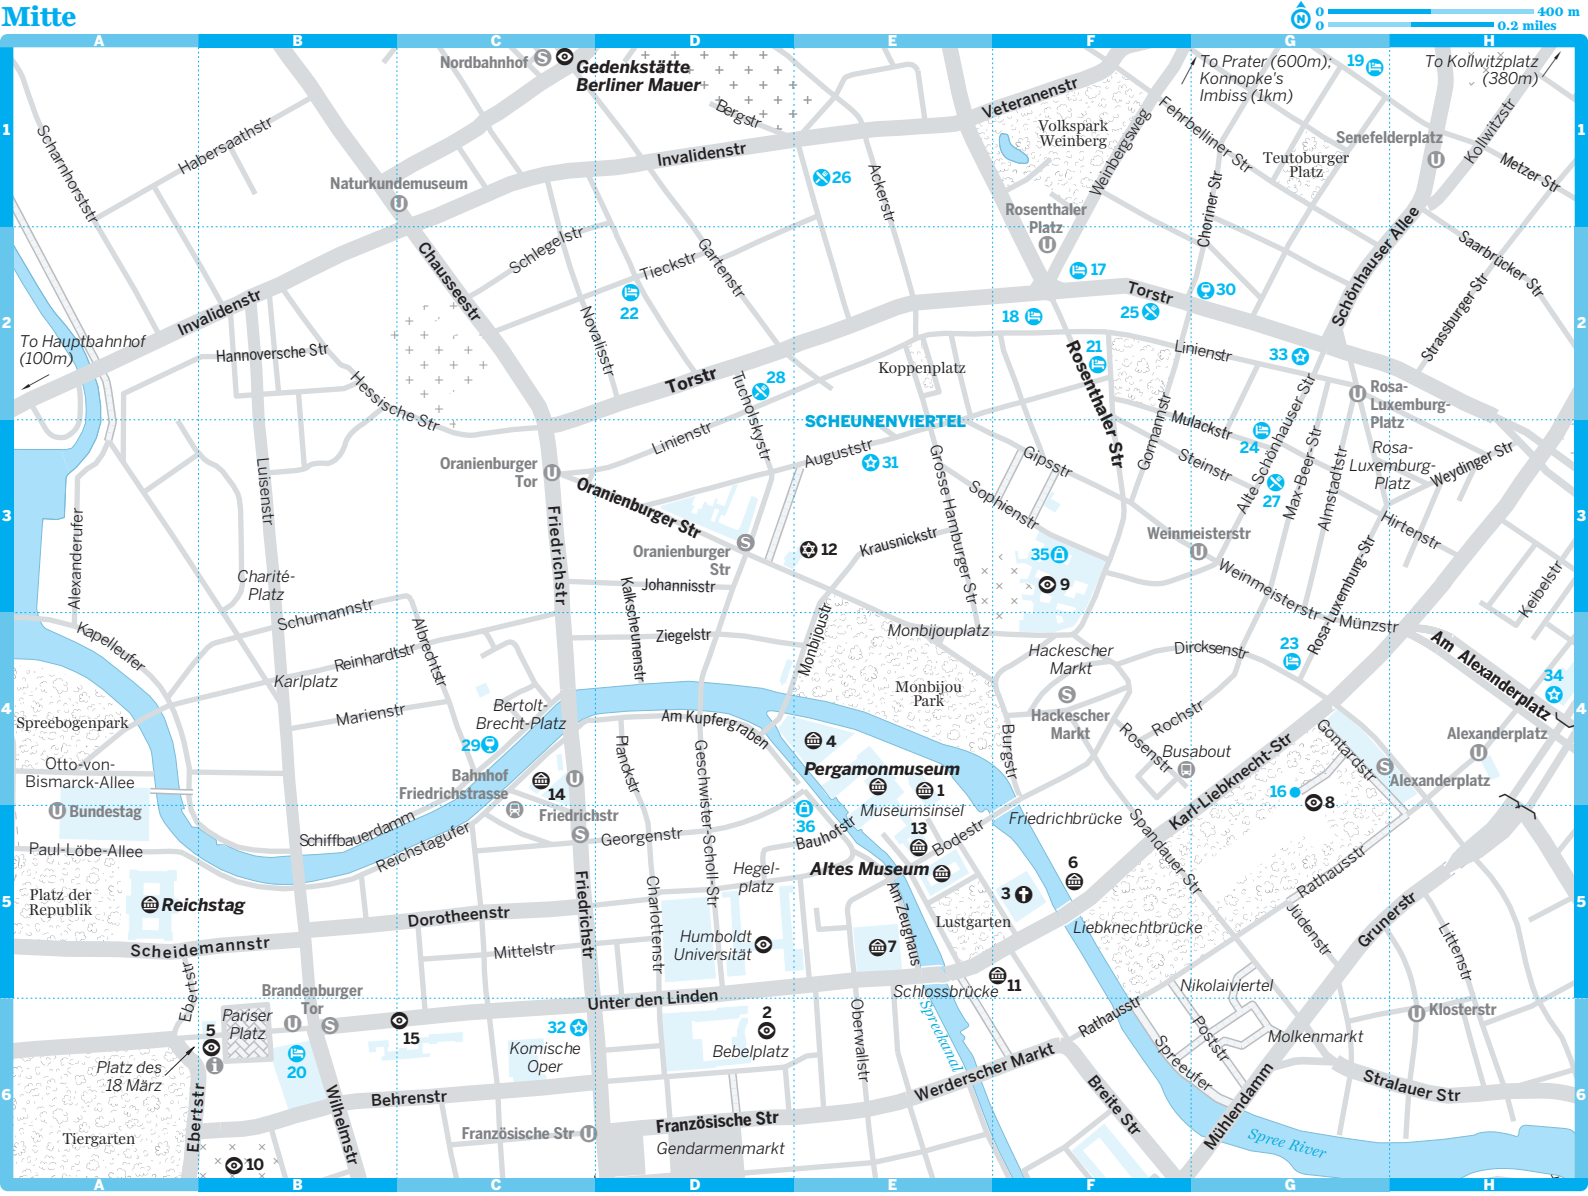 Mitte
N
0 400 m
0 0.2 miles
A B C D E F G H
1
2
3
4
5
6
Nordbahnhof S
Gedenkstätte
Berliner Mauer
Bergstr
Veteranenstr
To Prater (600m);
Konnopke's
Imbiss (1km)
19
To Kollwitzplatz
(380m)
Scharnhorststr
Habersaathstr
Invalidenstr
Naturkundemuseum
U
26
Ackerstr
Volkspark
Weinberg
Weinbergsweg
Fehrbelliner Str
Teutoburger
Platz
Senefelderplatz
U
Kollwitzstr
Metzer Str
Rosenthaler
Platz
U
Choriner Str
Schönhauser Allee
Saarbrücker Str
Strassburger Str
Chausseestr
Schlegelstr
Tieckstr
Gartenstr
22
17
18
Torstr
25
30
Invalidenstr
To Hauptbahnhof
(100m)
Hannoversche Str
Hessische Str
Novalisstr
Torstr
Tucholskystr
28
Koppenplatz
21
Rosenthaler Str
Linienstr
33
U
Rosa-
Luxemburg-
Platz
SCHEUNENVIERTEL
Gormannstr
Mulackstr
24
Alte Schönhauser Str
Max-Beer-Str
Almstadtstr
Rosa-
Luxemburg-
Platz
Weydinger Str
Linienstr
Auguststr
31
Steinstr
27
Hirtenstr
Oranienburger
Tor
U
Luisenstr
Friedrichstr
Oranienburger Str
Grosse Hamburger Str
Sophienstr
Gipsstr
Alexanderufer
Oranienburger
Str
S
12
Krausnickstr
35
9
Weinmeisterstr
U
Weinmeisterstr
Rosa-Luxemburg-Str
Keibelstr
Charité-
Platz
Johannisstr
Kalkscheunenstr
Schumannstr
Ziegelstr
Monbijoustr
Monbijouplatz
Münzstr
Kapelleufer
Albrechtstr
Reinhardtstr
Karlplatz
Hackescher
Markt
S
Hackescher
Markt
Dircksenstr
23
Am Alexanderplatz
34
Spreebogenpark
Marienstr
Bertolt-
Brecht-Platz
Am Kupfergraben
Monbijou
Park
Rochstr
Rosenstr
Busabout
Gontardstr
Alexanderplatz
U
S Alexanderplatz
29
Planckstr
Geschwister-Scholl-Str
4
Pergamonmuseum
1
Museumsinsel
Burgstr
Karl-Liebknecht-Str
16
8
Otto-von-
Bismarck-Allee
U Bundestag
Bahnhof
Friedrichstrasse
14
U
Friedrichstr
S
Schiffbauerdamm
Reichstagufer
Georgenstr
36
Bauhofstr
13
Bodestr
Friedrichbrücke
Spandauer Str
Paul-Löbe-Allee
Platz der
Republik
Reichstag
Hegel-
platz
Altes Museum
3
6
Rathausstr
Jüdenstr
Grunerstr
Littenstr
Friedrichstr
Charlottenstr
Am Zeughaus
Lustgarten
Liebknechtbrücke
Scheidemannstr
Dorotheenstr
Mittelstr
Humboldt
Universität
7
Ebertstr
Brandenburger
Tor
U S
Unter den Linden
Schlossbrücke
11
Nikolaiviertel
U Klosterstr
Pariser
Platz
5
i
20
15
32
Komische
Oper
2
Bebelplatz
Oberwallstr
Spreekanal
Rathausstr
Poststr
Spreeufer
Molkenmarkt
Platz des
18 März
Werderscher Markt
Breite Str
Stralauer Str
Ebertstr
Wilhelmstr
Behrenstr
Französische Str
Mühlendamm
Tiergarten
10
Französische Str U
Gendarmenmarkt
Spree River
A B C D E F G H